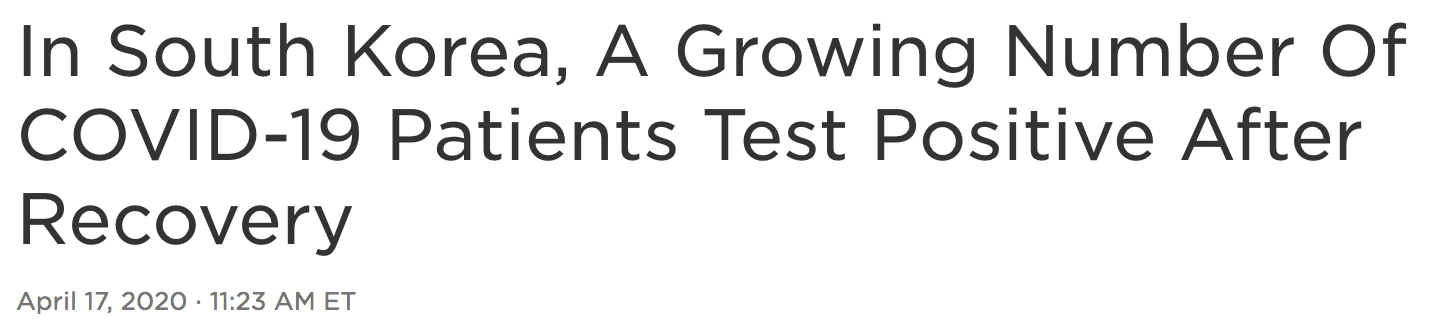 In South Korea, A Growing Number Of
COVID-19 Patients Test Positive After
Recovery
April 17, 2020 · 11:23 AM ET